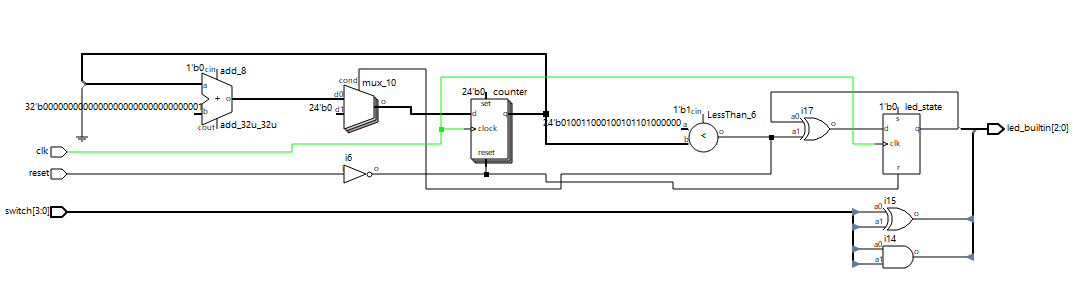 1'b0
cin
add_8
a
+
o
b
cout
add_32u_32u
32'b00000000000000000000000000000001
cond
mux_10
d0
24'b0
d1
o
24'b0
counter
set
d
q
clock
reset
1'b1
cin
LessThan_6
24'b010011000100101101000000
a
b
<
o
i17
a0
a1
o
1'b0
led_state
s
d
q
clk
r
led_builtin[2:0]
clk
reset
i6
o
switch[3:0]
i15
a0
a1
o
i14
a0
a1
o